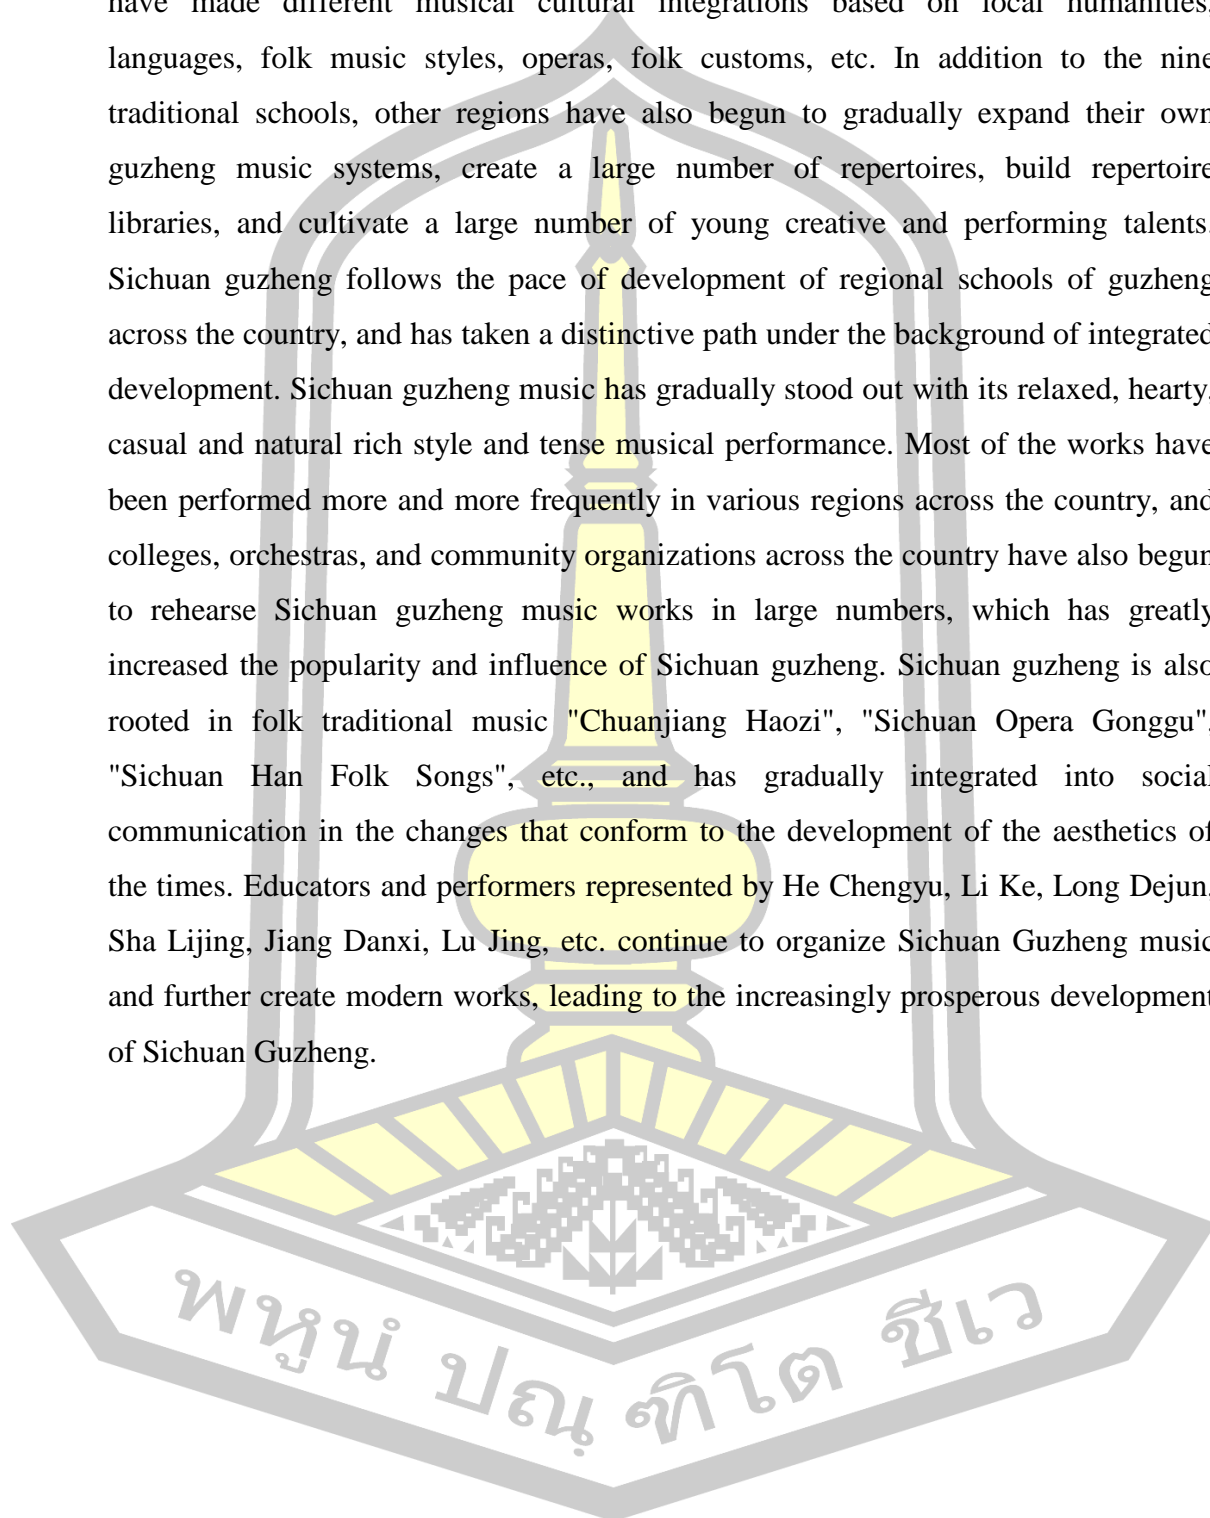 have made different musical cultural integrations based on local humanities,
languages, folk music styles, operas, folk customs, etc. In addition to the nine
traditional schools, other regions have also begun to gradually expand their own
guzheng music systems, create a large number of repertoires, build repertoire
libraries, and cultivate a large number of young creative and performing talents.
Sichuan guzheng follows the pace of development of regional schools of guzheng
across the country, and has taken a distinctive path under the background of integrated
development. Sichuan guzheng music has gradually stood out with its relaxed, hearty,
casual and natural rich style and tense musical performance. Most of the works have
been performed more and more frequently in various regions across the country, and
colleges, orchestras, and community organizations across the country have also begun
to rehearse Sichuan guzheng music works in large numbers, which has greatly
increased the popularity and influence of Sichuan guzheng. Sichuan guzheng is also
rooted in folk traditional music "Chuanjiang Haozi", "Sichuan Opera Gonggu",
"Sichuan Han Folk Songs", etc., and has gradually integrated into social
communication in the changes that conform to the development of the aesthetics of
the times. Educators and performers represented by He Chengyu, Li Ke, Long Dejun,
Sha Lijing, Jiang Danxi, Lu Jing, etc. continue to organize Sichuan Guzheng music
and further create modern works, leading to the increasingly prosperous development
of Sichuan Guzheng.
พหูนํ ปณฺฑิโต ชีเว